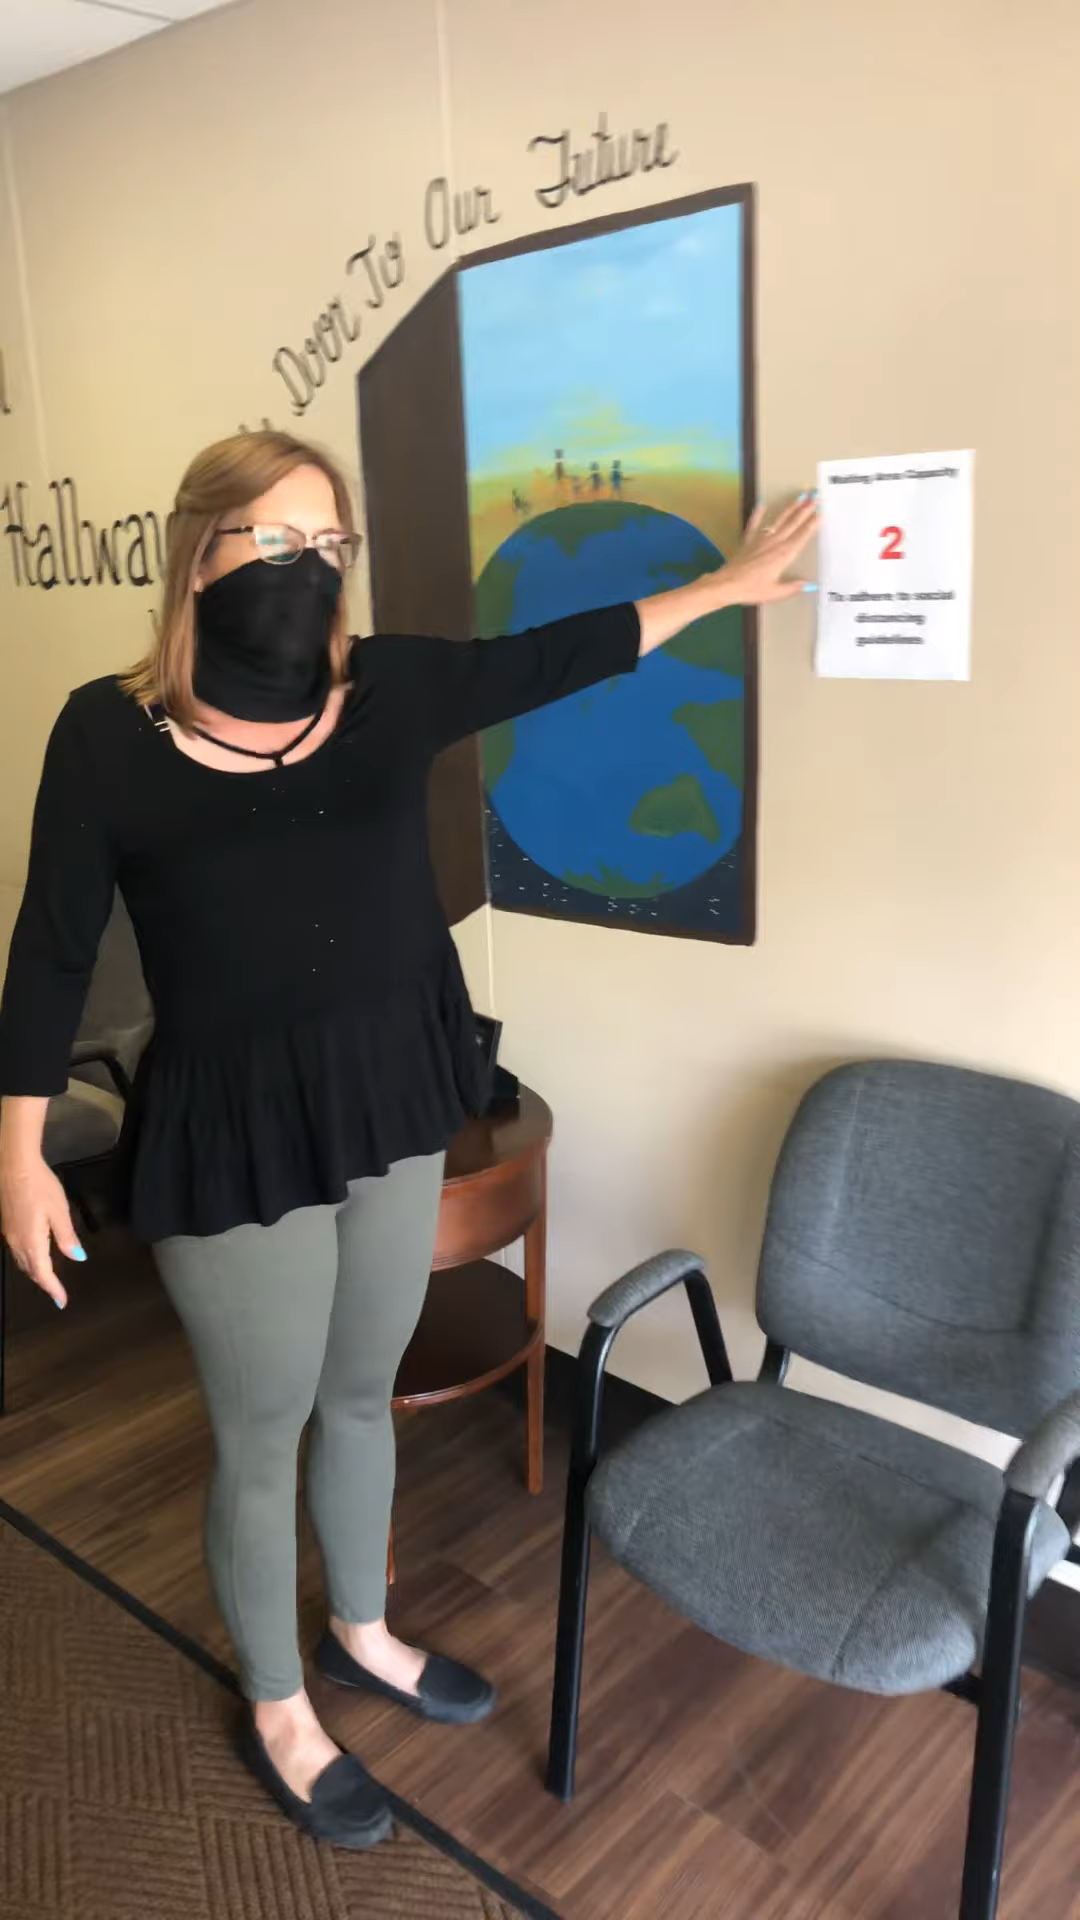 Door To Our Future
Hallway
Waiting Area Capacity
2
To adhere to social
distancing
guidelines